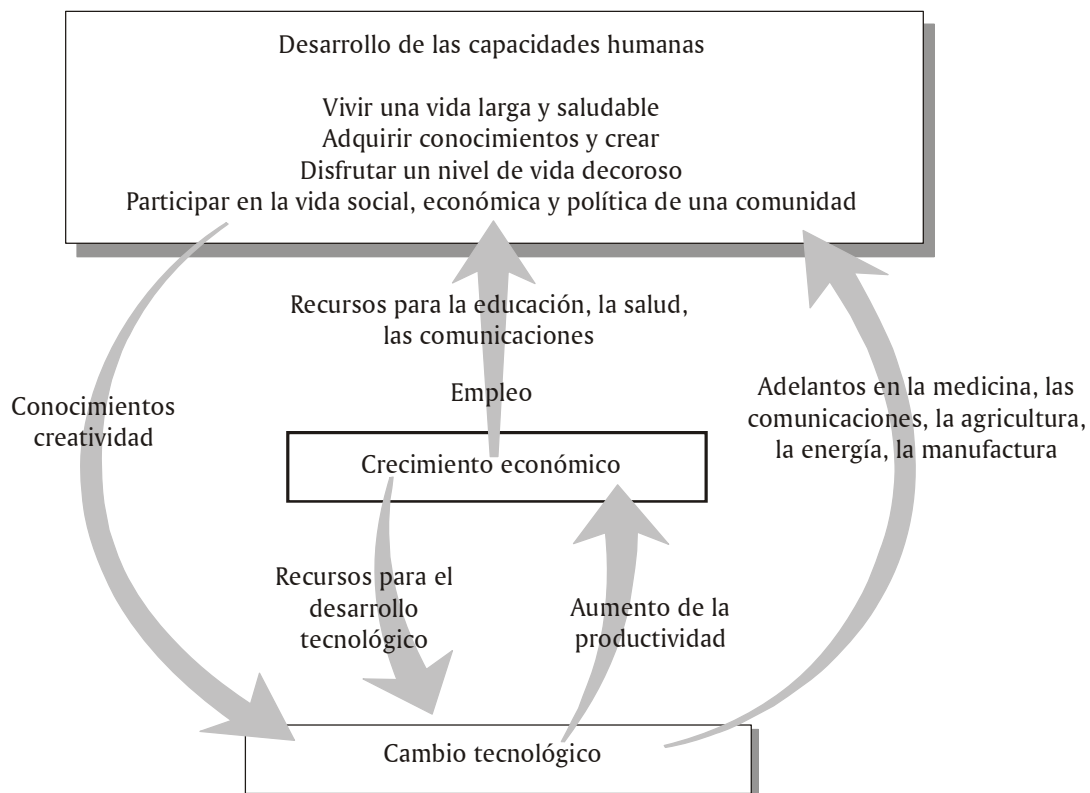 Desarrollo de las capacidades humanas
Vivir una vida larga y saludable
Adquirir conocimientos y crear
Disfrutar un nivel de vida decoroso
Participar en la vida social, económica y política de una comunidad
Recursos para la educación, la salud,
las comunicaciones
Empleo
Conocimientos
creatividad
Adelantos en la medicina, las
comunicaciones, la agricultura,
la energía, la manufactura
Crecimiento económico
Recursos para el
desarrollo
tecnológico
Aumento de la
productividad
Cambio tecnológico